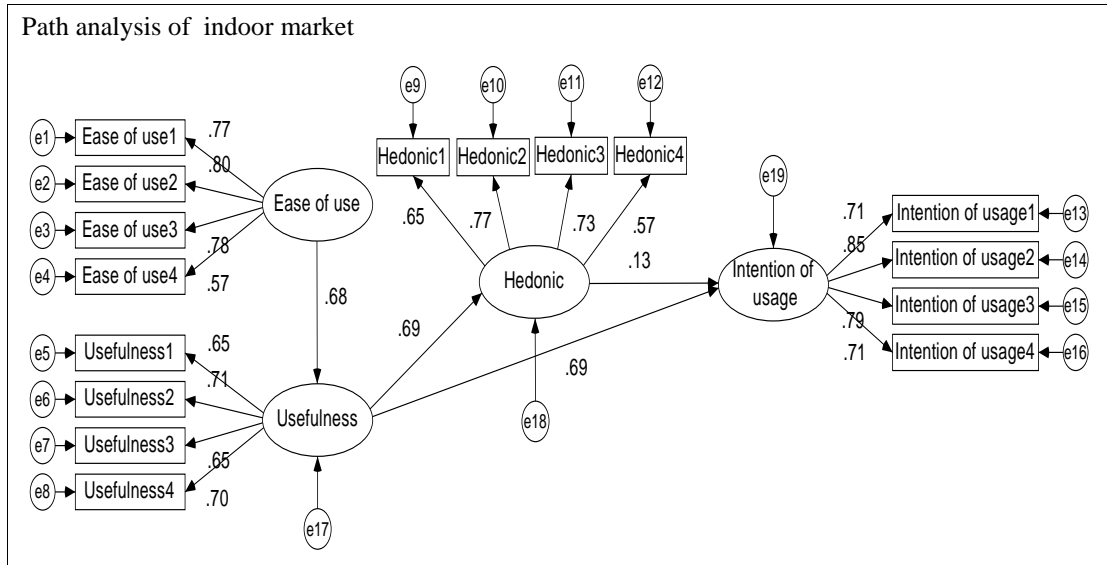 Path analysis of  indoor market
e9
e10
e11
e12
e1
Ease of use1
.77
Hedonic1
Hedonic2
Hedonic3
Hedonic4
.80
e2
Ease of use2
e19
Ease of use
e3
Ease of use3
.71
Intention of usage1
e13
.65
.77
.73
.57
.78
.85
e4
Ease of use4
.57
.13
Intention of usage2
e14
Hedonic
Intention of
usage
.68
Intention of usage3
e15
.79
.69
e5
Usefulness1
.65
.71
Intention of usage4
e16
.71
.69
e6
Usefulness2
Usefulness
e18
e7
Usefulness3
.65
e8
Usefulness4
.70
e17